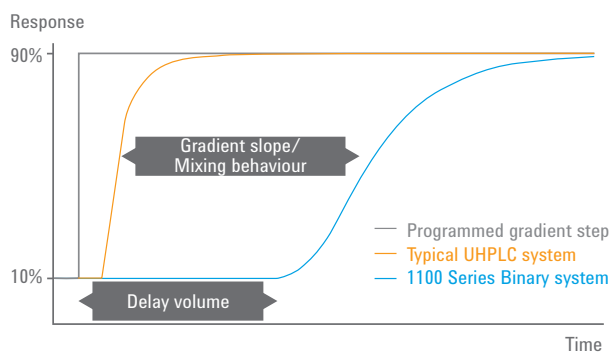 Response
90%
Gradient slope/
Mixing behaviour
Programmed gradient step
Typical UHPLC system
10%
1100 Series Binary system
Delay volume
Time